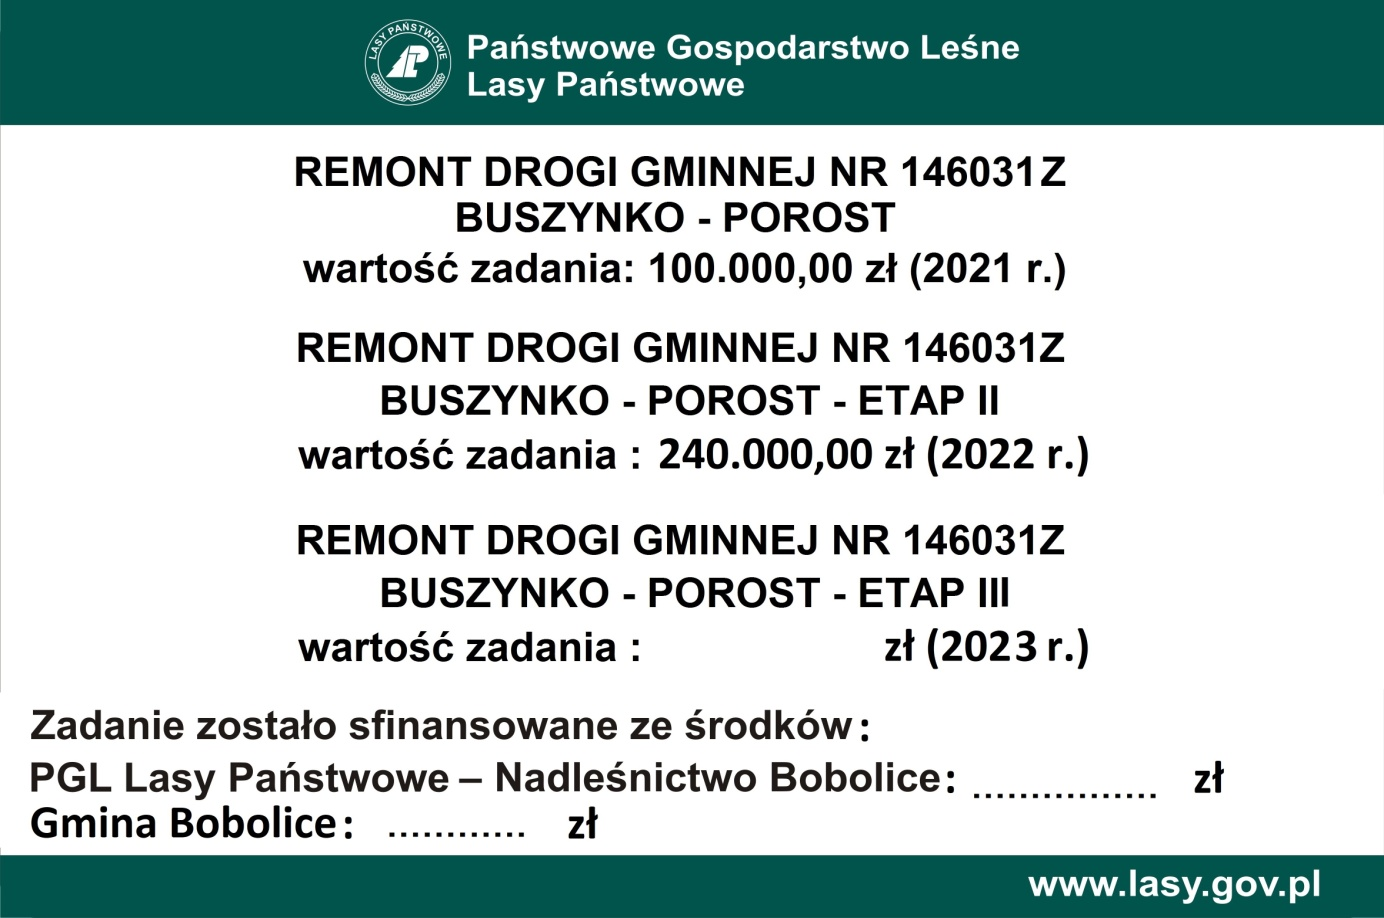 LASY PAŃSTWOWE
Państwowe Gospodarstwo Leśne
Lasy Państwowe
REMONT DROGI GMINNEJ NR 146031Z
BUSZYNKO - POROST
wartość zadania: 100.000,00 zł (2021 r.)
REMONT DROGI GMINNEJ NR 146031Z
BUSZYNKO - POROST - ETAP II
wartość zadania : 240.000,00 zł (2022 r.)
REMONT DROGI GMINNEJ NR 146031Z
BUSZYNKO - POROST - ETAP III
wartość zadania : zł (2023 r.)
Zadanie zostało sfinansowane ze środków:
PGL Lasy Państwowe – Nadleśnictwo Bobolice: ................ zł
Gmina Bobolice: ............ zł
www.lasy.gov.pl